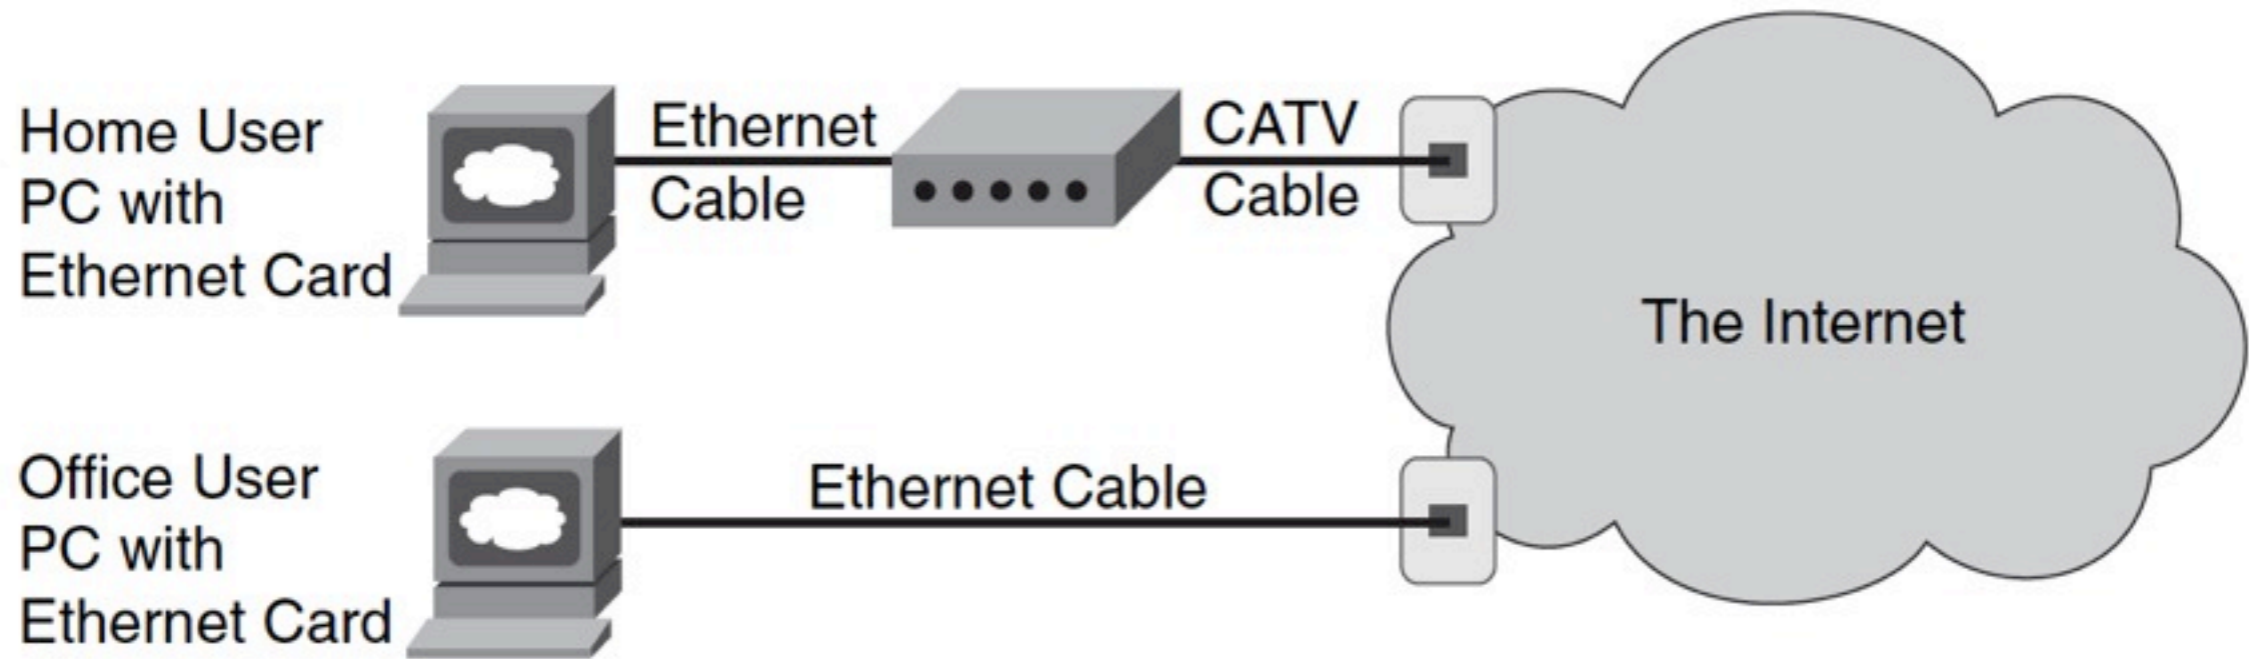 Home User
PC with
Ethernet Card
Ethernet
Cable
CATV
Cable
The Internet
Office User
PC with
Ethernet Card
Ethernet Cable